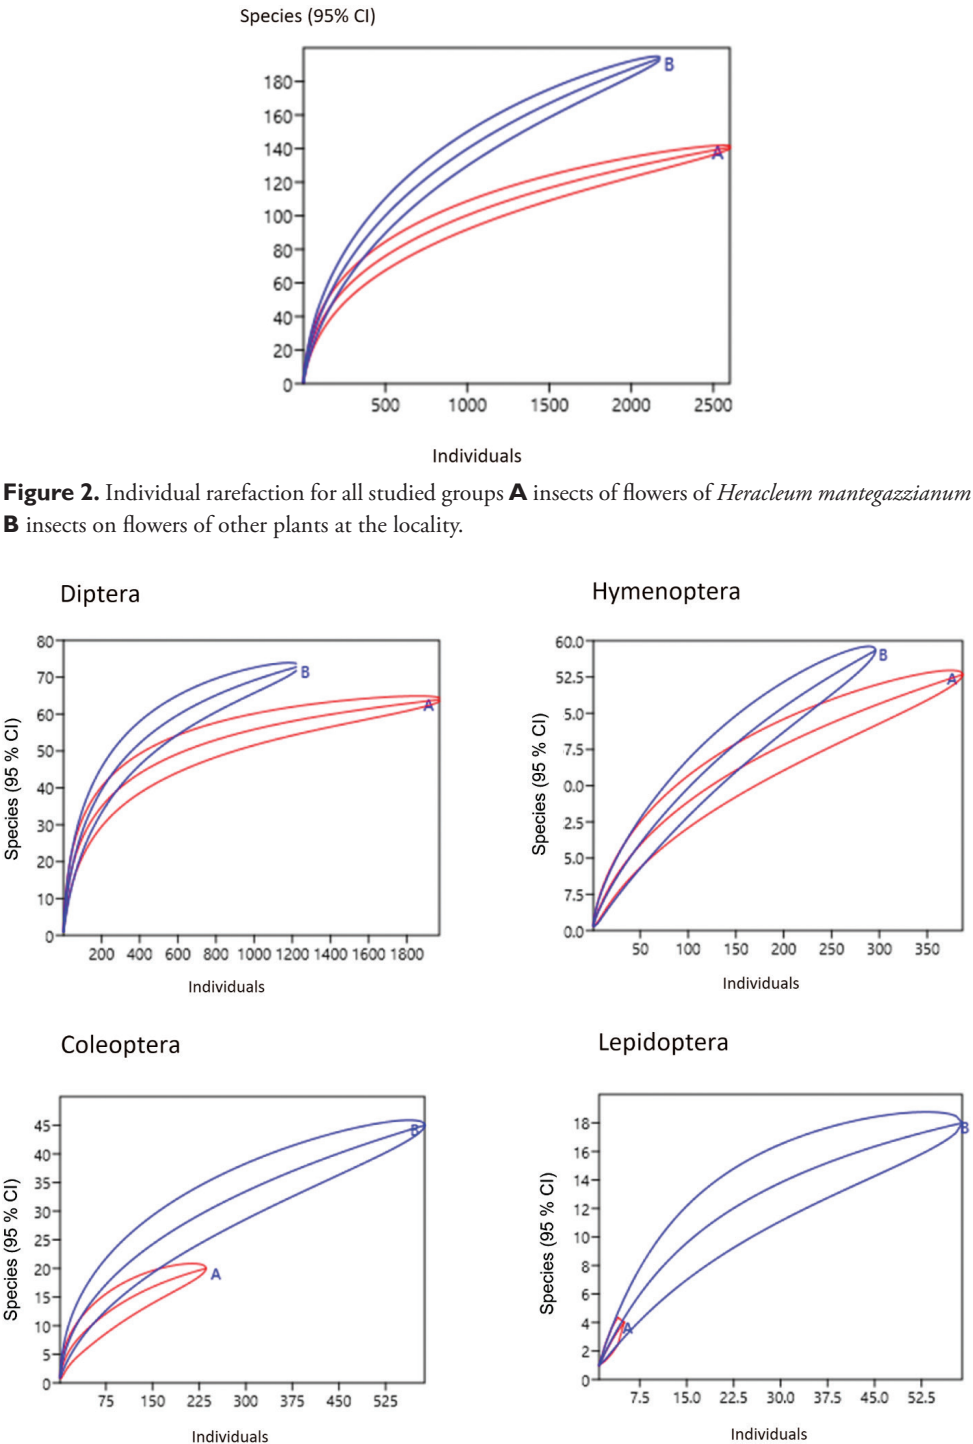 Species (95% CI)
180
160
140
120
100
80
60
40
20
0
B
A
500 1000 1500 2000 2500
Individuals
Figure 2. Individual rarefaction for all studied groups A insects of flowers of Heracleum mantegazzianum
B insects on flowers of other plants at the locality.
Diptera
Species (95 % CI)
80
70
60
50
40
30
20
10
0
B
A
200 400 600 800 1000 1200 1400 1600 1800
Individuals
Hymenoptera
Species (95 % CI)
60.0
52.5
5.0
7.5
0.0
2.5
5.0
7.5
0.0
B
A
50 100 150 200 250 300 350
Individuals
Coleoptera
Species (95 % CI)
45
40
35
30
25
20
15
10
5
0
B
A
75 150 225 300 375 450 525
Individuals
Lepidoptera
Species (95 % CI)
18
16
14
12
10
8
6
4
2
0
B
A
7.5 15.0 22.5 30.0 37.5 45.0 52.5
Individuals